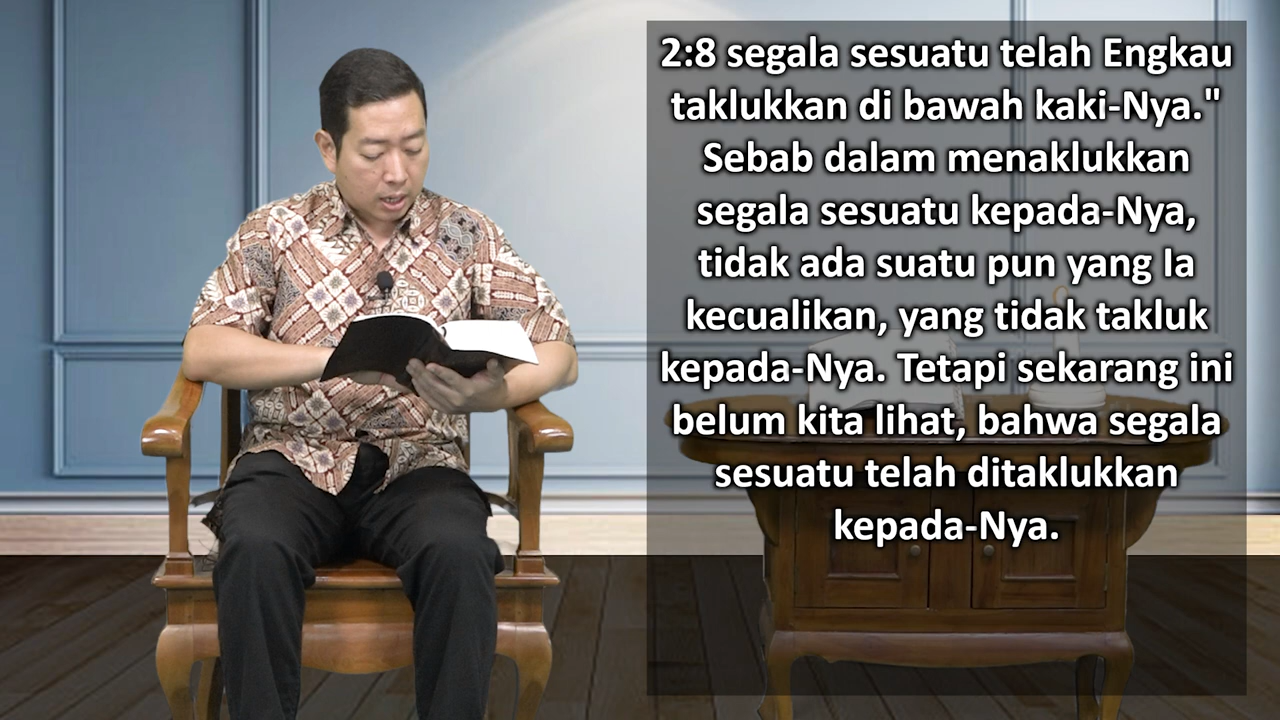 2:8 segala sesuatu telah Engkau
taklukkan di bawah kaki-Nya."
Sebab dalam menaklukkan
segala sesuatu kepada-Nya,
tidak ada suatu pun yang Ia
kecualikan, yang tidak takluk
kepada-Nya. Tetapi sekarang ini
belum kita lihat, bahwa segala
sesuatu telah ditaklukkan
kepada-Nya.